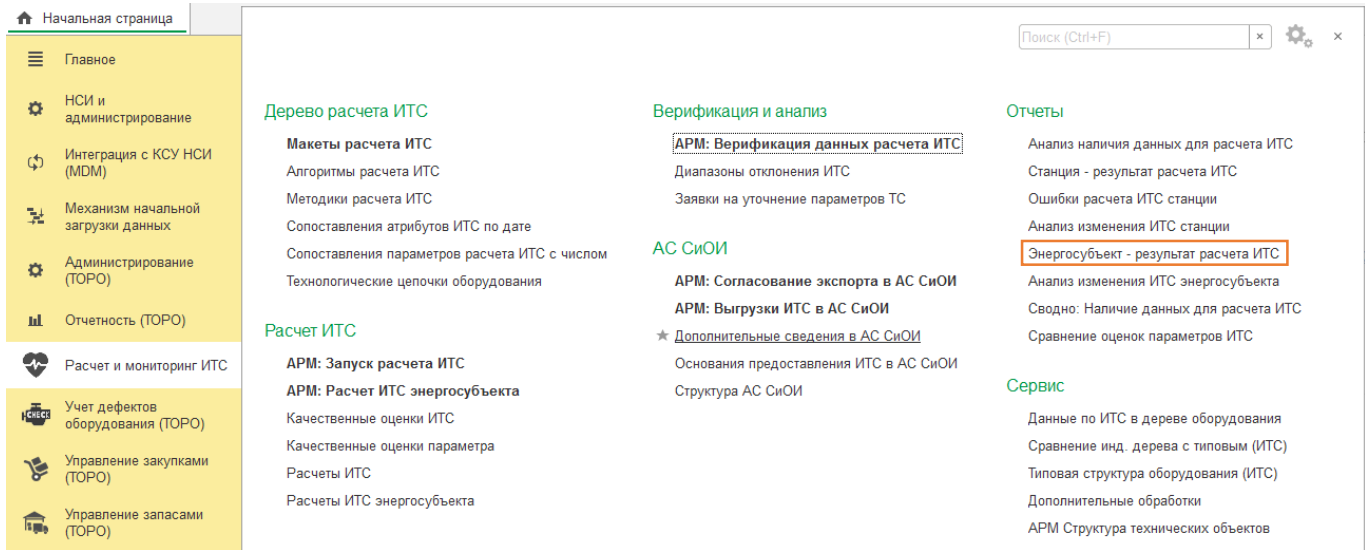 Начальная страница
Поиск (Ctrl+F)
Главное
НСИ и
администрирование
Интеграция с КСУ НСИ
(MDM)
Механизм начальной
загрузки данных
Администрирование
(ТОРО)
Отчетность (ТОРО)
Расчет и мониторинг ИТС
CHECK
Учет дефектов
оборудования (ТОРО)
Управление закупками
(ТОРО)
Управление запасами
(ТОРО)
Дерево расчета ИТС
Макеты расчета ИТС
Алгоритмы расчета ИТС
Методики расчета ИТС
Сопоставления атрибутов ИТС по дате
Сопоставления параметров расчета ИТС с числом
Технологические цепочки оборудования
Расчет ИТС
АРМ: Запуск расчета ИТС
АРМ: Расчет ИТС энергосубъекта
Качественные оценки ИТС
Качественные оценки параметра
Расчеты ИТС
Расчеты ИТС энергосубъекта
Верификация и анализ
АРМ: Верификация данных расчета ИТС
Диапазоны отклонения ИТС
Заявки на уточнение параметров ТС
АС СиОИ
АРМ: Согласование экспорта в АС СиОИ
АРМ: Выгрузки ИТС в АС СиОИ
Дополнительные сведения в АС СиОИ
Основания предоставления ИТС в АС СиОИ
Структура АС СиОИ
Отчеты
Анализ наличия данных для расчета ИТС
Станция - результат расчета ИТС
Ошибки расчета ИТС станции
Анализ изменения ИТС станции
Энергосубъект - результат расчета ИТС
Анализ изменения ИТС энергосубъекта
Сводно: Наличие данных для расчета ИТС
Сравнение оценок параметров ИТС
Сервис
Данные по ИТС в дереве оборудования
Сравнение инд. дерева с типовым (ИТС)
Типовая структура оборудования (ИТС)
Дополнительные обработки
АРМ Структура технических объектов